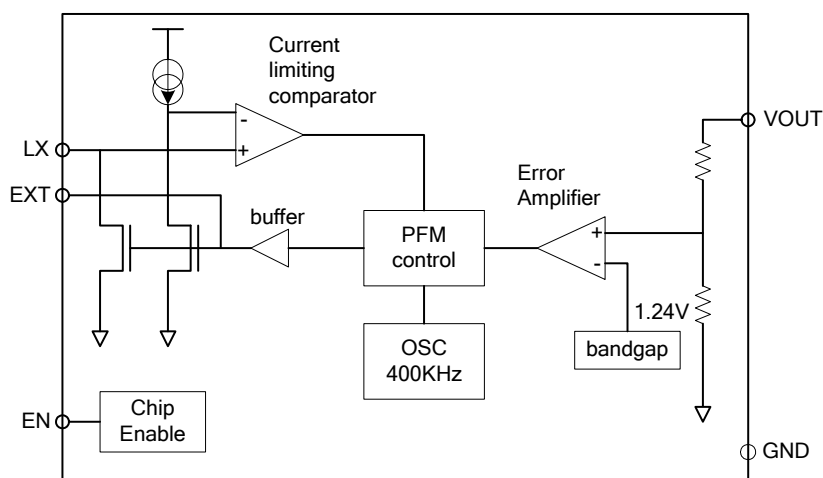 Current
limiting
comparator
-
+
LX
EXT
VOUT
Error
Amplifier
buffer
PFM
control
+
-
1.24V
OSC
400KHz
bandgap
EN
Chip
Enable
GND